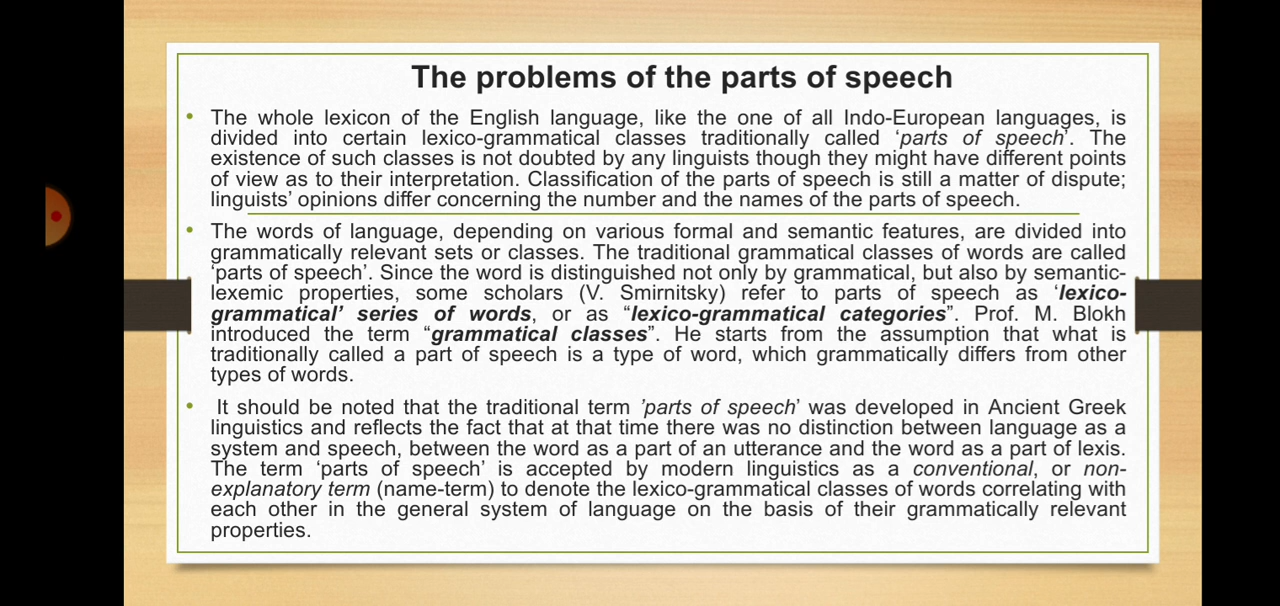 The problems of the parts of speech
• The whole lexicon of the English language, like the one of all Indo-European languages, is
divided into certain lexico-grammatical classes traditionally called ‘parts of speech’. The
existence of such classes is not doubted by any linguists though they might have different points
of view as to their interpretation. Classification of the parts of speech is still a matter of dispute;
linguists’ opinions differ concerning the number and the names of the parts of speech.
• The words of language, depending on various formal and semantic features, are divided into
grammatically relevant sets or classes. The traditional grammatical classes of words are called
‘parts of speech’. Since the word is distinguished not only by grammatical, but also by semantic-
lexemic properties, some scholars (V. Smirnitsky) refer to parts of speech as ‘lexico-
grammatical’ series of words, or as “lexico-grammatical categories”. Prof. M. Blokh
introduced the term “grammatical classes”. He starts from the assumption that what is
traditionally called a part of speech is a type of word, which grammatically differs from other
types of words.
• It should be noted that the traditional term ’parts of speech’ was developed in Ancient Greek
linguistics and reflects the fact that at that time there was no distinction between language as a
system and speech, between the word as a part of an utterance and the word as a part of lexis.
The term ‘parts of speech’ is accepted by modern linguistics as a conventional, or non-
explanatory term (name-term) to denote the lexico-grammatical classes of words correlating with
each other in the general system of language on the basis of their grammatically relevant
properties.